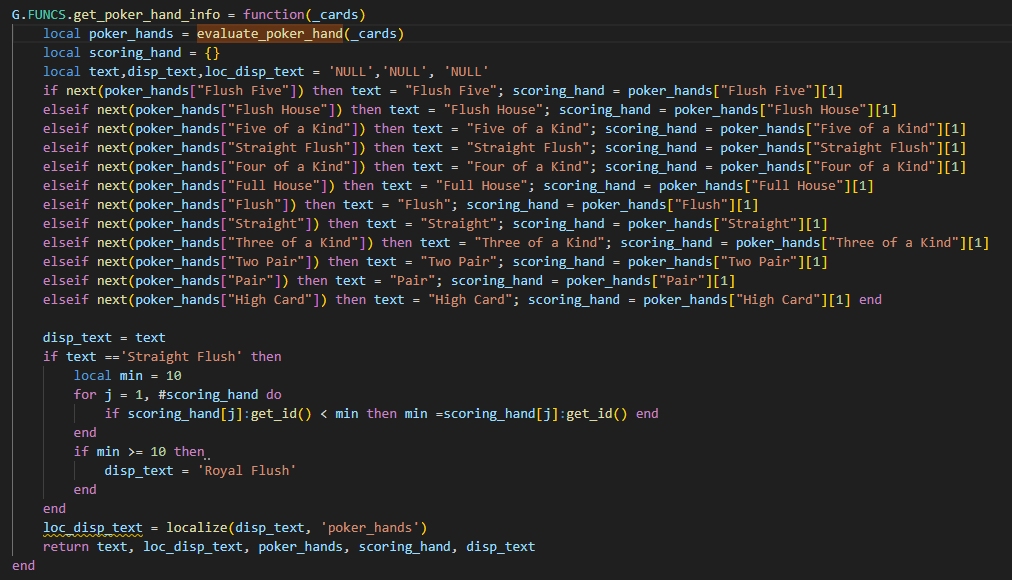 G.FUNCS.get_poker_hand_info = function(_cards)
    local poker_hands = evaluate_poker_hand(_cards)
    local scoring_hand = {}
    local text,disp_text,loc_disp_text = 'NULL','NULL', 'NULL'
    if next(poker_hands["Flush Five"]) then text = "Flush Five"; scoring_hand = poker_hands["Flush Five"][1]
    elseif next(poker_hands["Flush House"]) then text = "Flush House"; scoring_hand = poker_hands["Flush House"][1]
    elseif next(poker_hands["Five of a Kind"]) then text = "Five of a Kind"; scoring_hand = poker_hands["Five of a Kind"][1]
    elseif next(poker_hands["Straight Flush"]) then text = "Straight Flush"; scoring_hand = poker_hands["Straight Flush"][1]
    elseif next(poker_hands["Four of a Kind"]) then text = "Four of a Kind"; scoring_hand = poker_hands["Four of a Kind"][1]
    elseif next(poker_hands["Full House"]) then text = "Full House"; scoring_hand = poker_hands["Full House"][1]
    elseif next(poker_hands["Flush"]) then text = "Flush"; scoring_hand = poker_hands["Flush"][1]
    elseif next(poker_hands["Straight"]) then text = "Straight"; scoring_hand = poker_hands["Straight"][1]
    elseif next(poker_hands["Three of a Kind"]) then text = "Three of a Kind"; scoring_hand = poker_hands["Three of a Kind"][1]
    elseif next(poker_hands["Two Pair"]) then text = "Two Pair"; scoring_hand = poker_hands["Two Pair"][1]
    elseif next(poker_hands["Pair"]) then text = "Pair"; scoring_hand = poker_hands["Pair"][1]
    elseif next(poker_hands["High Card"]) then text = "High Card"; scoring_hand = poker_hands["High Card"][1] end

    disp_text = text
    if text =='Straight Flush' then
        local min = 10
        for j = 1, #scoring_hand do
            if scoring_hand[j]:get_id() < min then min =scoring_hand[j]:get_id() end
        end
        if min >= 10 then
            disp_text = 'Royal Flush'
        end
    end
    loc_disp_text = localize(disp_text, 'poker_hands')
    return text, loc_disp_text, poker_hands, scoring_hand, disp_text
end